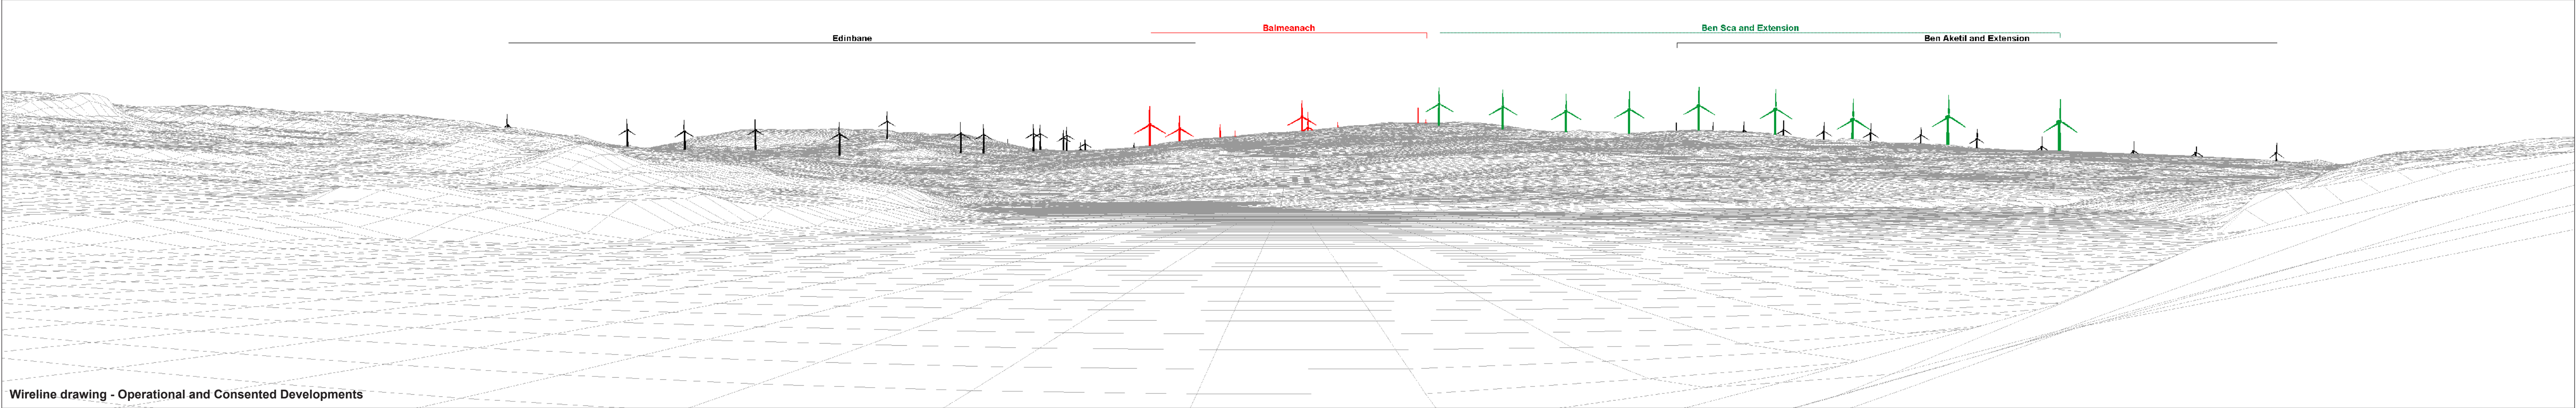 Balmeanach
Ben Sca and Extension
Edinbane
Ben Aketil and Extension
Wireline drawing - Operational and Consented Developments